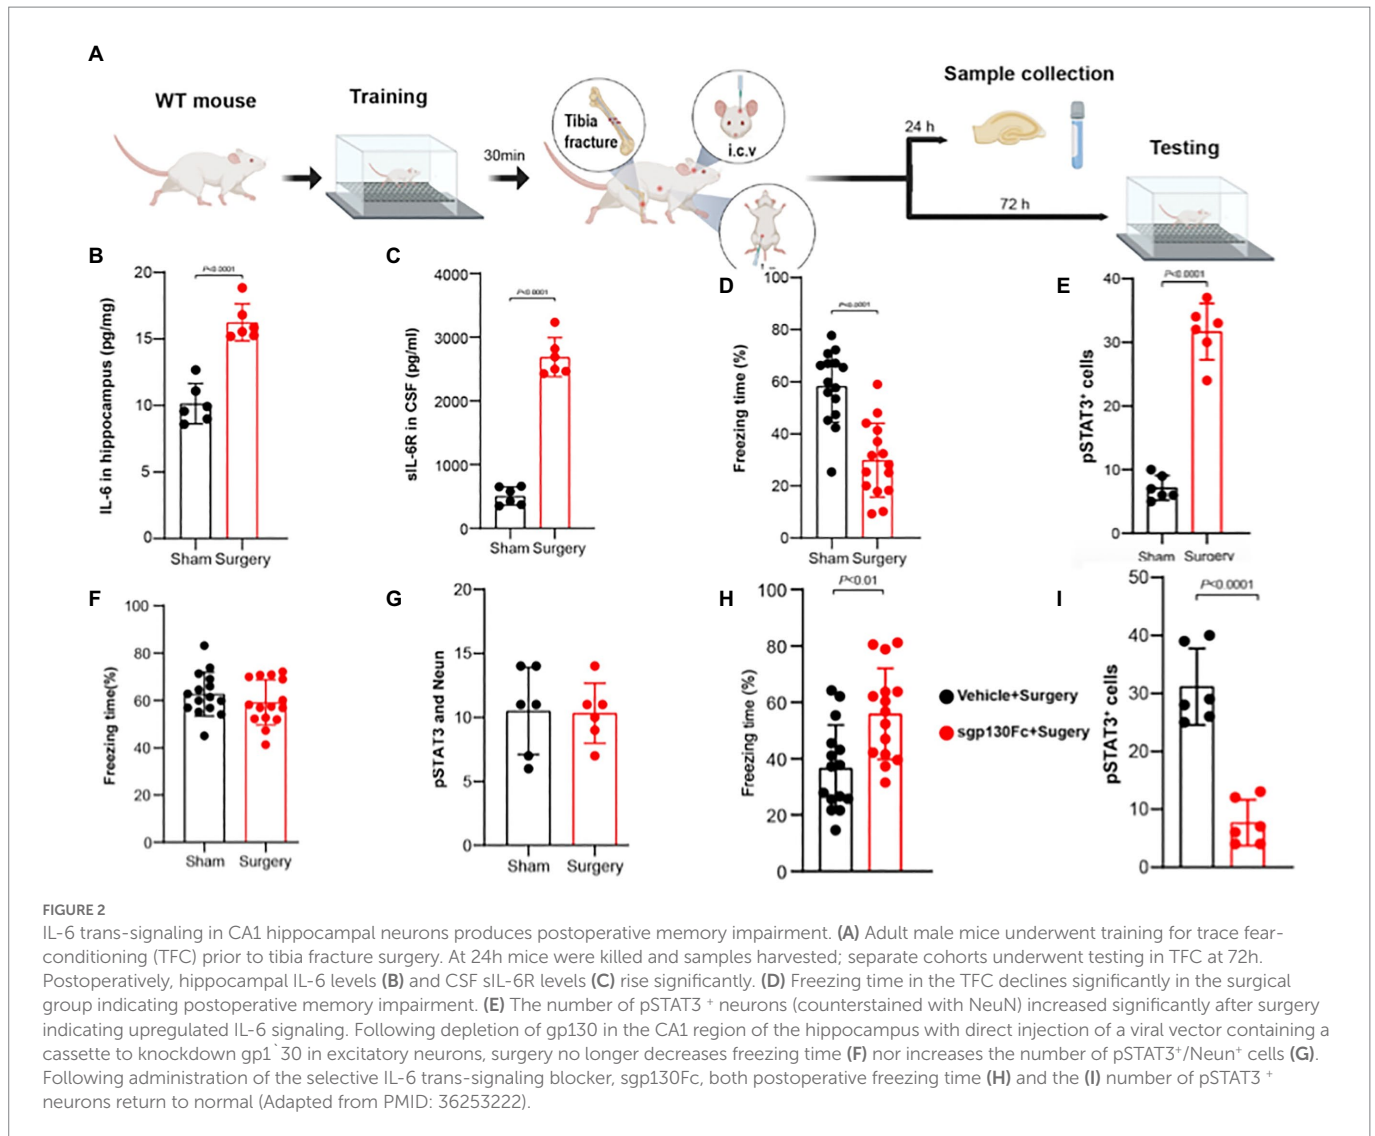 A
WT mouse
Training
30min
Tibia
fracture
i.c.v
Sample collection
24 h
72 h
Testing
B
IL-6 in hippocampus (pg/mg)
20
15
10
5
0
P<0.0001
Sham Surgery
C
sIL-6R in CSF (pg/ml)
4000
3000
2000
1000
0
P<0.0001
Sham Surgery
D
Freezing time (%)
100
80
60
40
20
0
P<0.0001
Sham Surgery
E
pSTAT3+ cells
40
30
20
10
0
P<0.0001
Sham Surgery
F
Freezing time(%)
100
80
60
40
20
0
Sham Surgery
G
pSTAT3 and Neun
20
15
10
5
0
Sham Surgery
H
Freezing time (%)
100
80
60
40
20
0
P<0.01
Vehicle+Surgery
sgp130Fc+Sugery
I
pSTAT3+ cells
50
40
30
20
10
0
P<0.0001
FIGURE 2
IL-6 trans-signaling in CA1 hippocampal neurons produces postoperative memory impairment. (A) Adult male mice underwent training for trace fear-
conditioning (TFC) prior to tibia fracture surgery. At 24h mice were killed and samples harvested; separate cohorts underwent testing in TFC at 72h.
Postoperatively, hippocampal IL-6 levels (B) and CSF sIL-6R levels (C) rise significantly. (D) Freezing time in the TFC declines significantly in the surgical
group indicating postoperative memory impairment. (E) The number of pSTAT3 + neurons (counterstained with NeuN) increased significantly after surgery
indicating upregulated IL-6 signaling. Following depletion of gp130 in the CA1 region of the hippocampus with direct injection of a viral vector containing a
cassette to knockdown gp1`30 in excitatory neurons, surgery no longer decreases freezing time (F) nor increases the number of pSTAT3+/Neun+ cells (G).
Following administration of the selective IL-6 trans-signaling blocker, sgp130Fc, both postoperative freezing time (H) and the (I) number of pSTAT3 +
neurons return to normal (Adapted from PMID: 36253222).